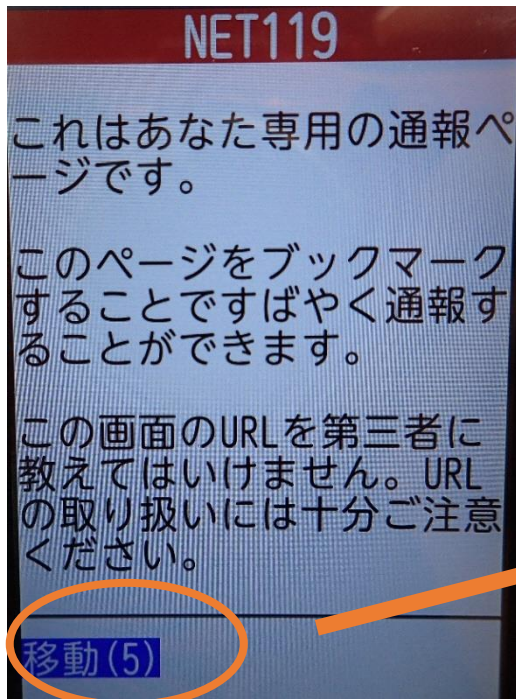 NET119
これはあなた専用の通報ペ
ージです。
このページをブックマーク
することですばやく通報す
ることができます。
この画面のURLを第三者に
教えてはいけません。URL
の取り扱いには十分ご注意
ください。
移動(5)